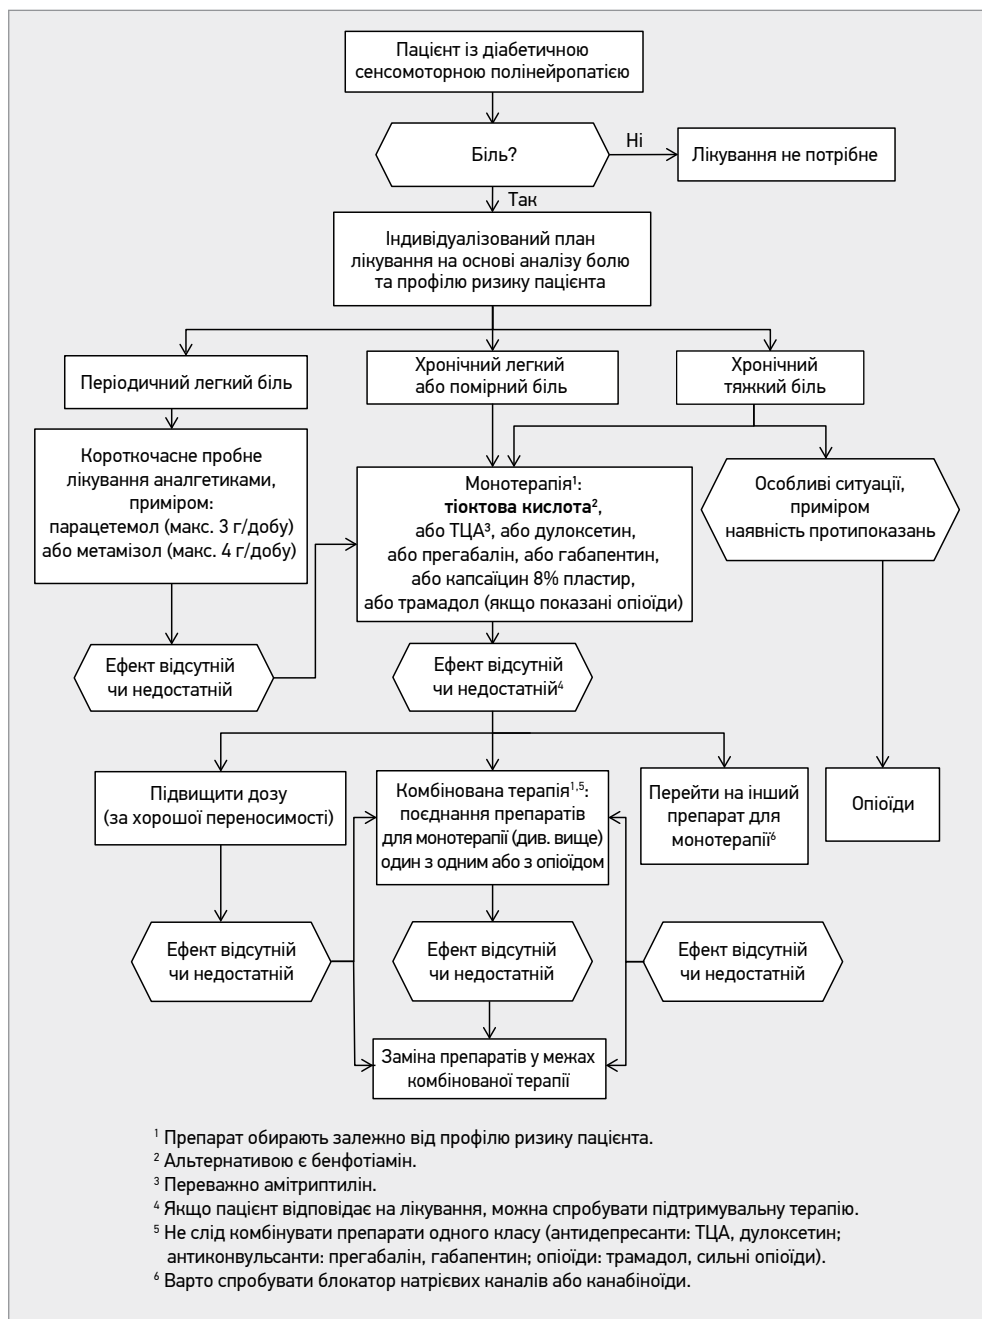 Пацієнт із діабетичною
сенсомоторною полінейропатією
Біль?
Ні
Лікування не потрібне
Так
Індивідуалізований план
лікування на основі аналізу болю
та профілю ризику пацієнта
Періодичний легкий біль
Хронічний легкий
або помірний біль
Хронічний
тяжкий біль
Короткочасне пробне
лікування аналгетиками,
приміром:
парацетемол (макс. 3 г/добу)
або метамізол (макс. 4 г/добу)
Монотерапія¹:
тіоктова кислота²,
або ТЦА³, або дулоксетин,
або прегабалін, або габапентин,
або капсаїцин 8% пластир,
або трамадол (якщо показані опіоїди)
Особливі ситуації,
приміром
наявність протипоказань
Ефект відсутній
чи недостатній
Ефект відсутній
чи недостатній⁴
Підвищити дозу
(за хорошої переносимості)
Комбінована терапія¹,⁵:
поєднання препаратів
для монотерапії (див. вище)
один з одним або з опіоїдом
Перейти на інший
препарат для
монотерапії⁶
Опіоїди
Ефект відсутній
чи недостатній
Ефект відсутній
чи недостатній
Ефект відсутній
чи недостатній
Заміна препаратів у межах
комбінованої терапії
¹ Препарат обирають залежно від профілю ризику пацієнта.
² Альтернативою є бенфотіамін.
³ Переважно амітриптилін.
⁴ Якщо пацієнт відповідає на лікування, можна спробувати підтримувальну терапію.
⁵ Не слід комбінувати препарати одного класу (антидепресанти: ТЦА, дулоксетин;
антиконвульсанти: прегабалін, габапентин; опіоїди: трамадол, сильні опіоїди).
⁶ Варто спробувати блокатор натрієвих каналів або канабіноїди.